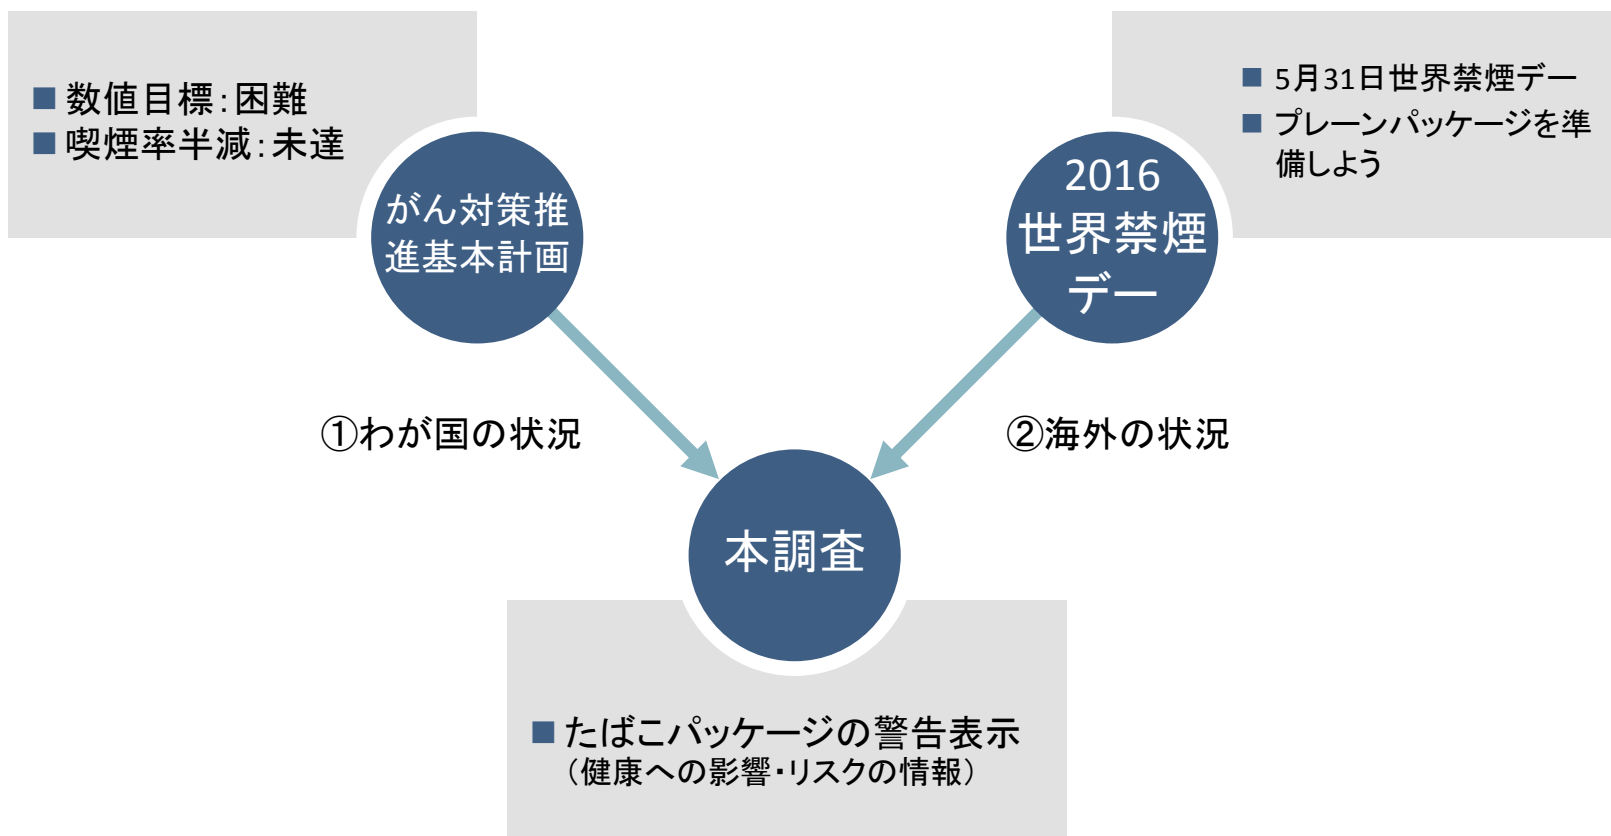 数値目標：困難
喫煙率半減：未達
がん対策推
進基本計画
5月31日世界禁煙デー
プレーンパッケージを準
備しよう
2016
世界禁煙
デー
①わが国の状況
②海外の状況
本調査
たばこパッケージの警告表示
（健康への影響・リスクの情報）